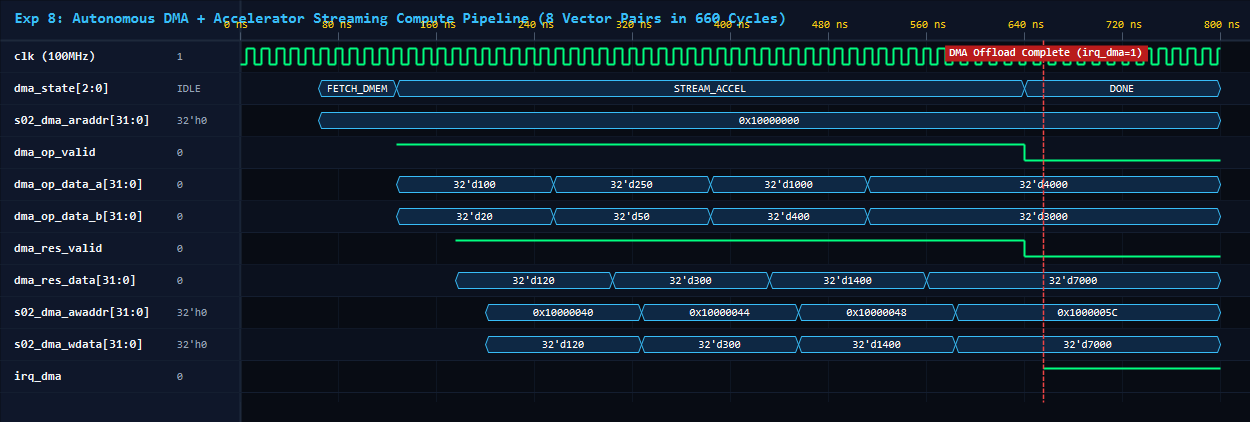 Exp 8: Autonomous DMA + Accelerator Streaming Compute Pipeline (8 Vector Pairs in 660 Cycles)
0 ns 80 ns 160 ns 240 ns 320 ns 400 ns 480 ns 560 ns 640 ns 720 ns 800 ns
DMA Offload Complete (irq_dma=1)
clk (100MHz) 1
dma_state[2:0] IDLE FETCH_DMEM STREAM_ACCEL DONE
s02_dma_araddr[31:0] 32'h0 0x10000000
dma_op_valid 0
dma_op_data_a[31:0] 0 32'd100 32'd250 32'd1000 32'd4000
dma_op_data_b[31:0] 0 32'd20 32'd50 32'd400 32'd3000
dma_res_valid 0
dma_res_data[31:0] 0 32'd120 32'd300 32'd1400 32'd7000
s02_dma_awaddr[31:0] 32'h0 0x10000040 0x10000044 0x10000048 0x1000005C
s02_dma_wdata[31:0] 32'h0 32'd120 32'd300 32'd1400 32'd7000
irq_dma 0